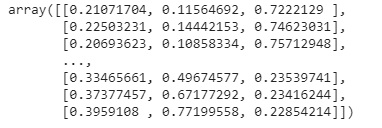 array([[0.21071704, 0.11564692, 0.7222129 ],
[0.22503231, 0.14442153, 0.74623031],
[0.20693623, 0.10858334, 0.75712948],
...,
[0.33465661, 0.49674577, 0.23539741],
[0.37377457, 0.67177292, 0.23416244],
[0.3959108 , 0.77199558, 0.22854214]])